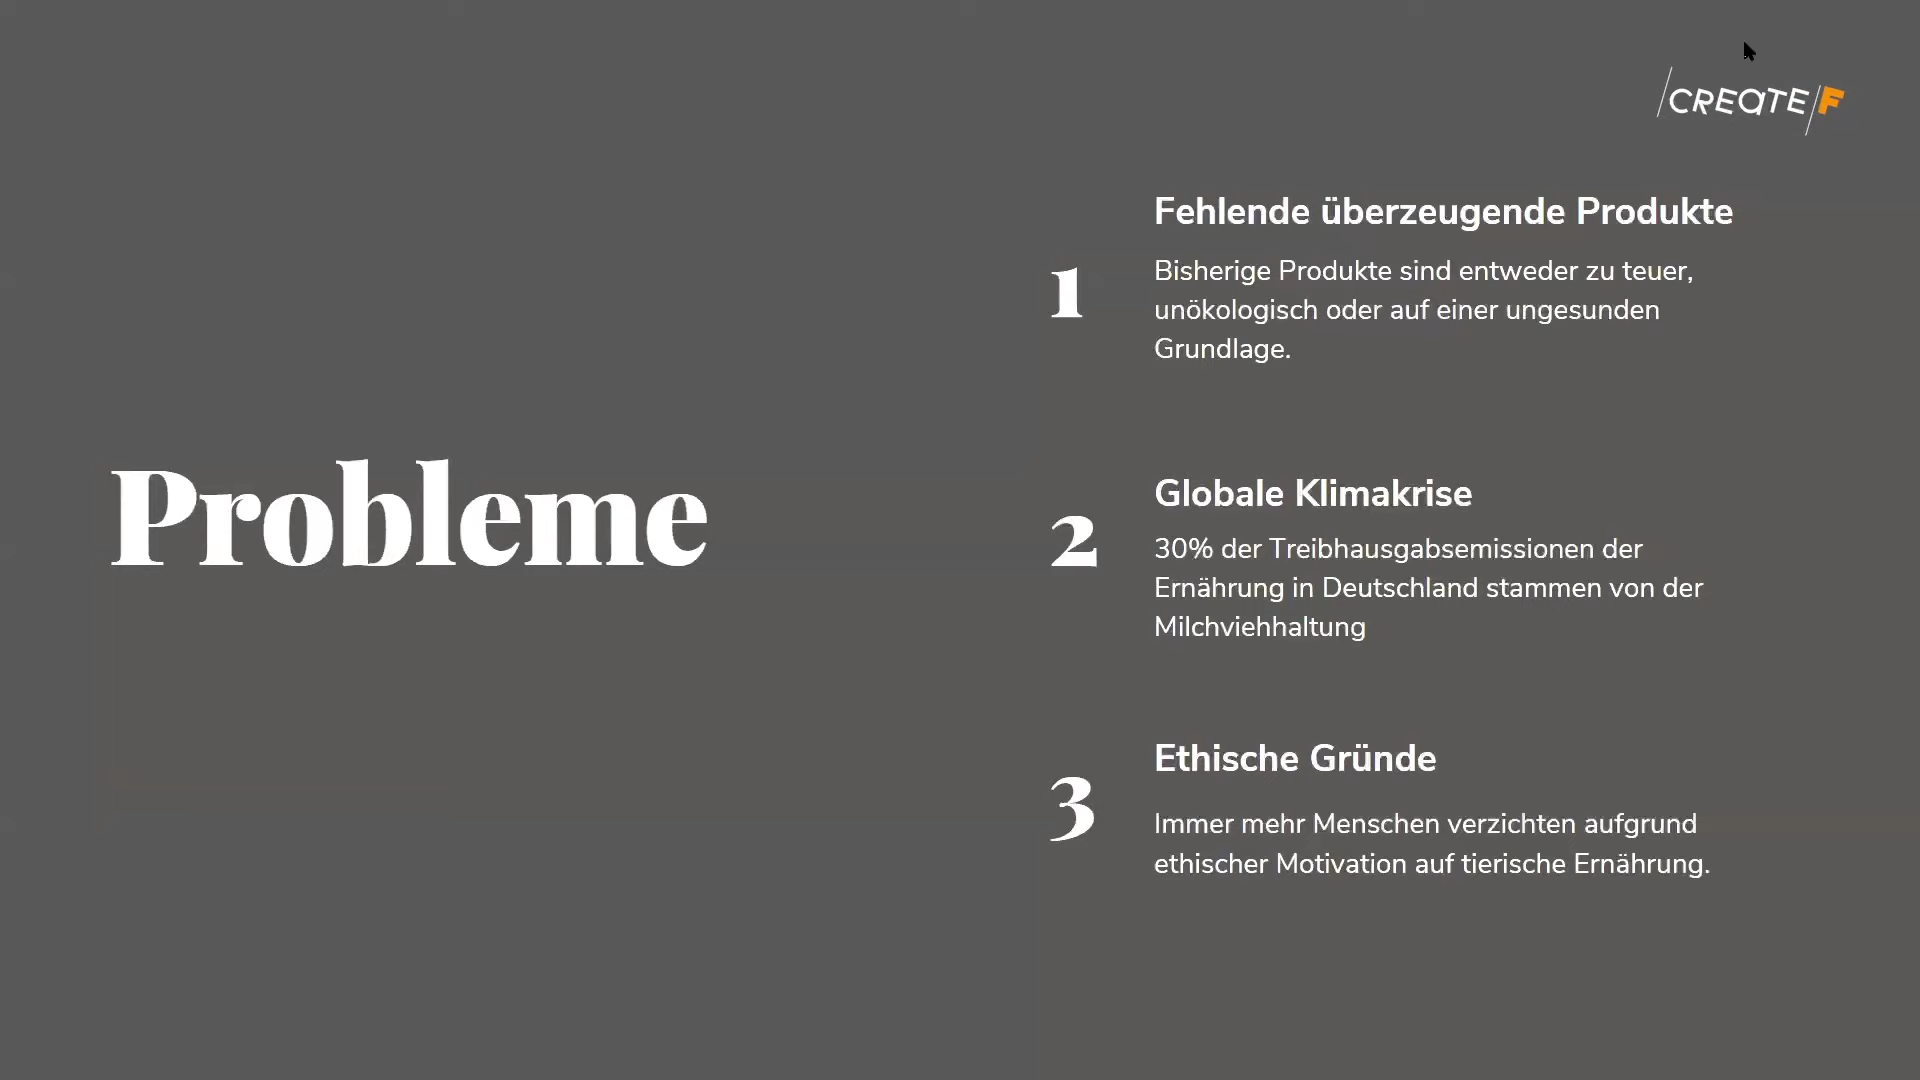 CREATE/F
Probleme
1
Fehlende überzeugende Produkte
Bisherige Produkte sind entweder zu teuer,
unökologisch oder auf einer ungesunden
Grundlage.
2
Globale Klimakrise
30% der Treibhausgabsemissionen der
Ernährung in Deutschland stammen von der
Milchviehhaltung
3
Ethische Gründe
Immer mehr Menschen verzichten aufgrund
ethischer Motivation auf tierische Ernährung.